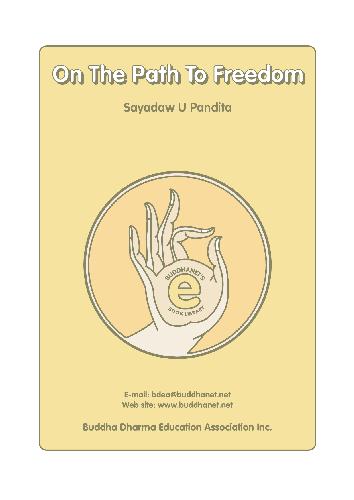 On The Path To Freedom
Sayadaw U Pandita
BUDDHANET'S
e
BOOK LIBRARY
E-mail: bdea@buddhanet.net
Web site: www.buddhanet.net
Buddha Dharma Education Association Inc.